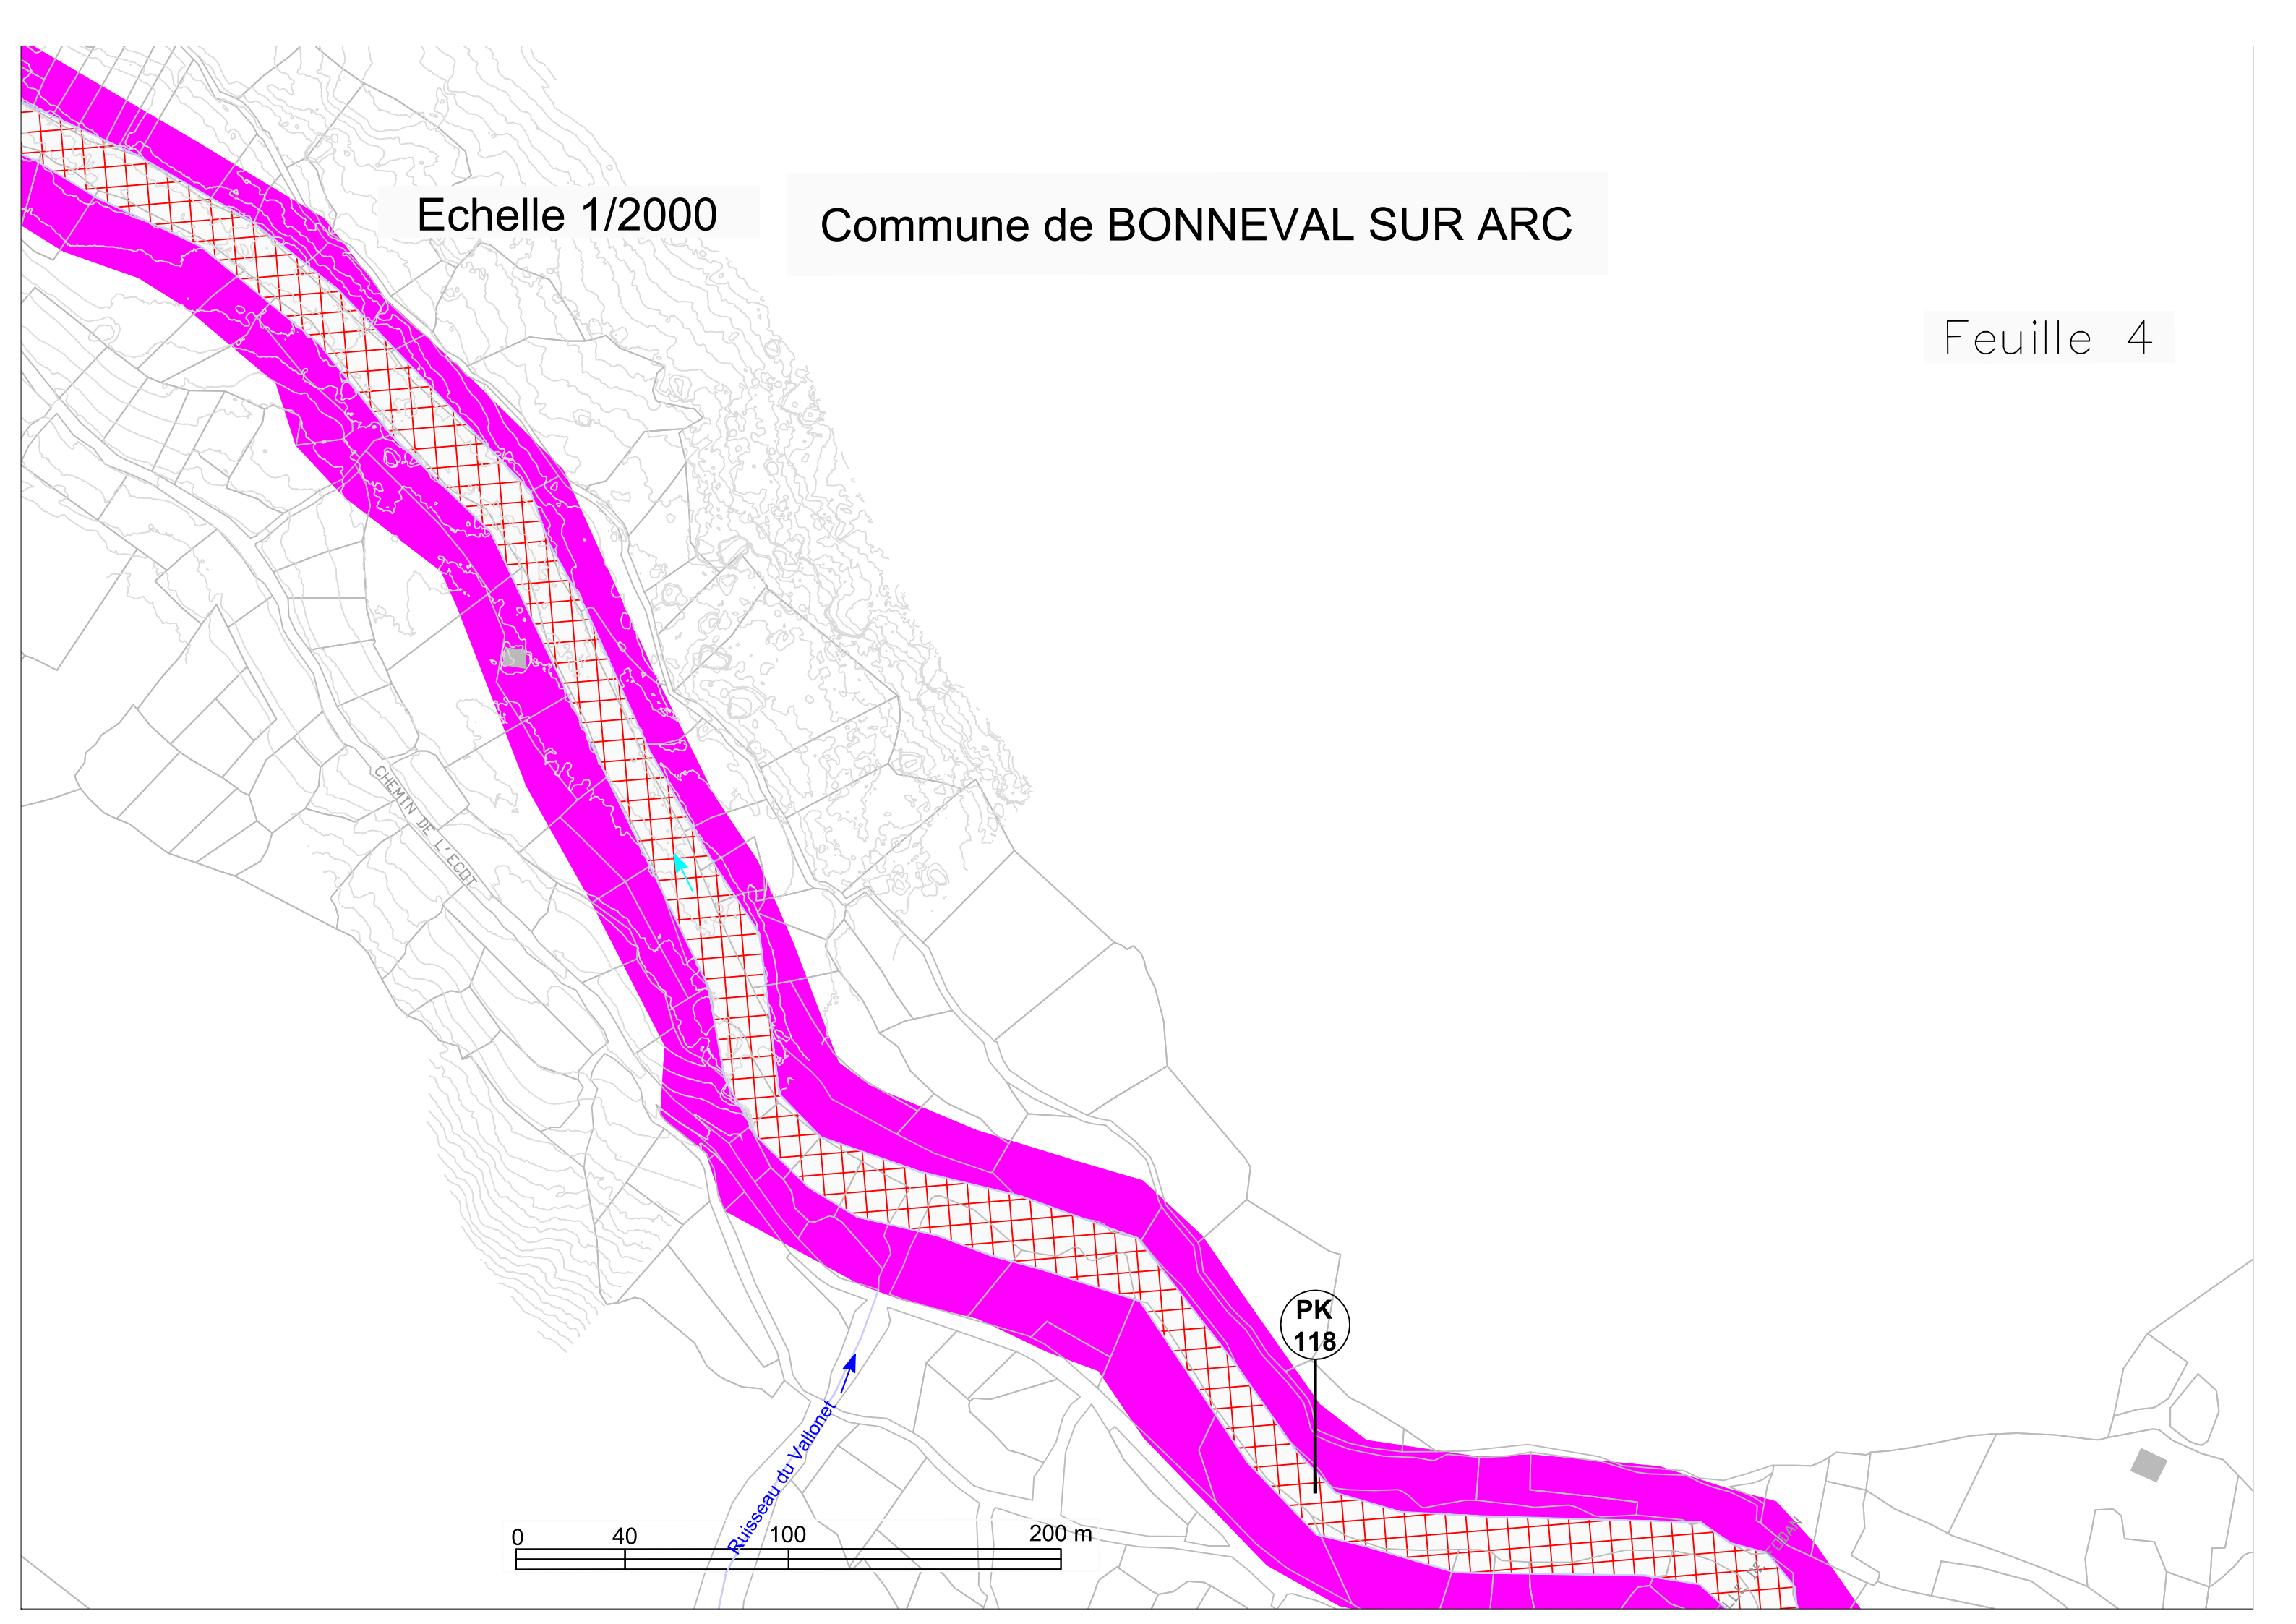 Echelle 1/2000
Commune de BONNEVAL SUR ARC
Feuille 4
CHEMIN DE L'ECOT
PK
118
Ruisseau du Vallonet
0 40 100 200 m